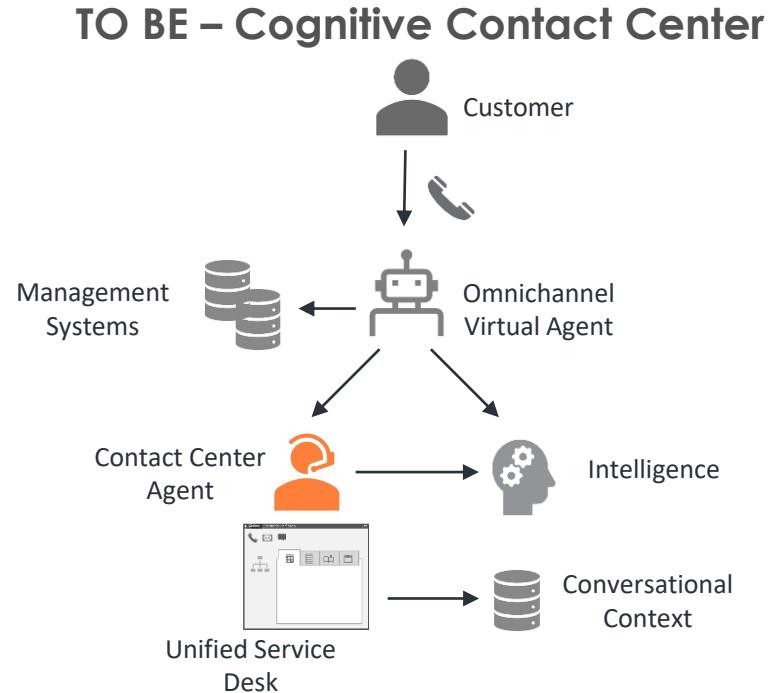 TO BE – Cognitive Contact Center
Customer
Management
Systems
Omnichannel
Virtual Agent
Contact Center
Agent
Intelligence
Conversational
Context
Unified Service
Desk